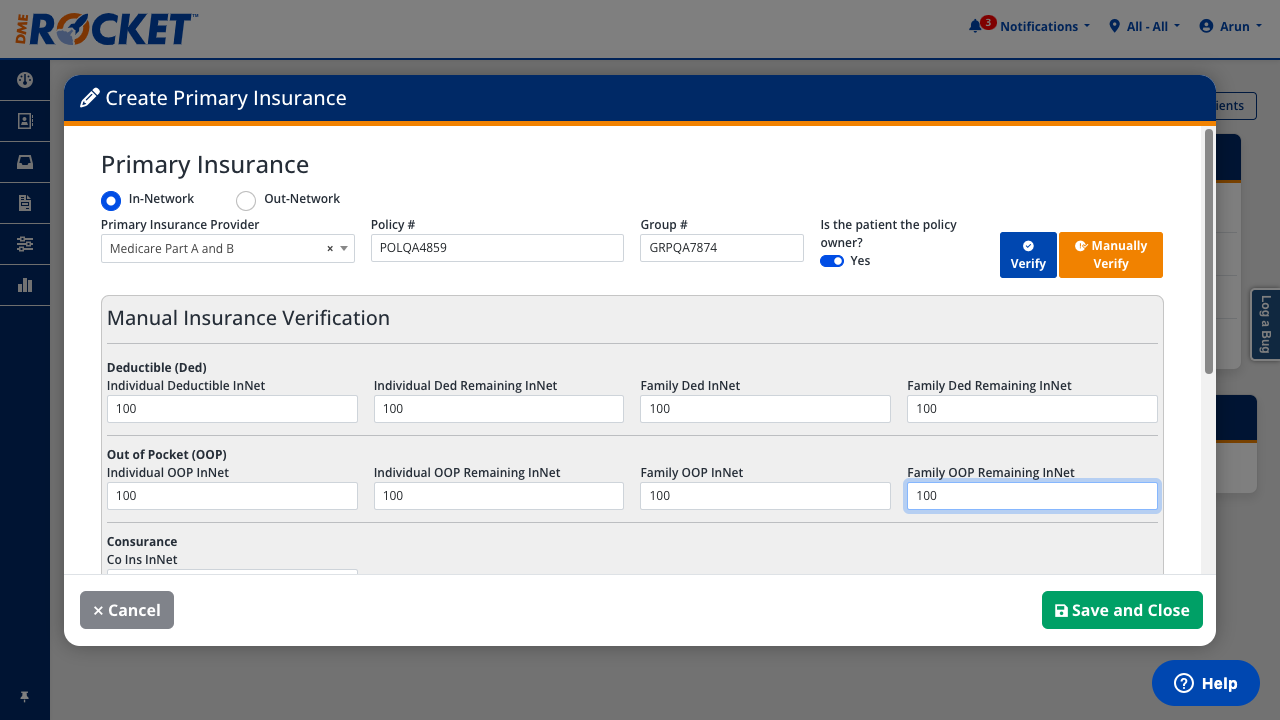 DME ROCKET™
3 Notifications
All - All
Arun
ients
Create Primary Insurance
Primary Insurance
In-Network
Out-Network
Primary Insurance Provider
Policy #
Group #
Is the patient the policy
owner?
Medicare Part A and B
×
POLQA4859
GRPQA7874
Yes
Verify
Manually
Verify
Manual Insurance Verification
Deductible (Ded)
Individual Deductible InNet
Individual Ded Remaining InNet
Family Ded InNet
Family Ded Remaining InNet
100
100
100
100
Out of Pocket (OOP)
Individual OOP InNet
Individual OOP Remaining InNet
Family OOP InNet
Family OOP Remaining InNet
100
100
100
100
Consurance
Co Ins InNet
× Cancel
Save and Close
Log a Bug
Help